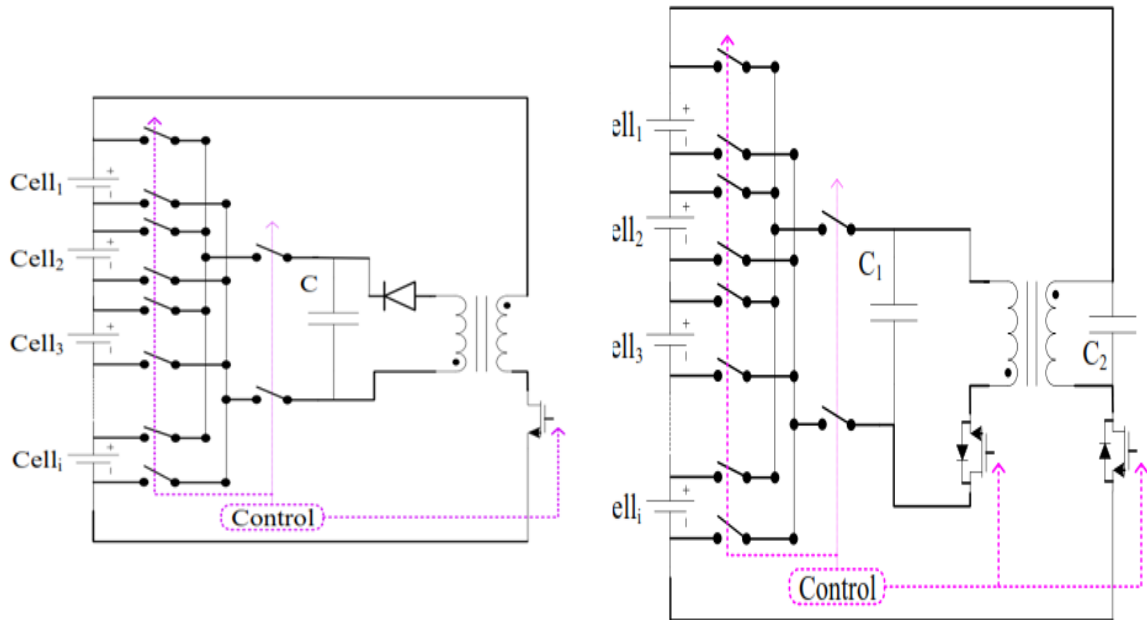 Cell1
+
-
Cell2
+
-
Cell3
+
-
Celli
+
-
C
Control
ell1
+
-
ell2
+
-
ell3
+
-
elli
+
-
C1
C2
Control